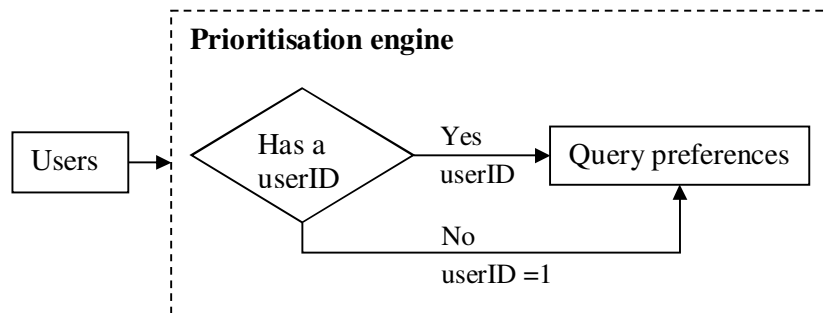 Prioritisation engine
Users
Has a
userID
Yes
userID
Query preferences
No
userID =1